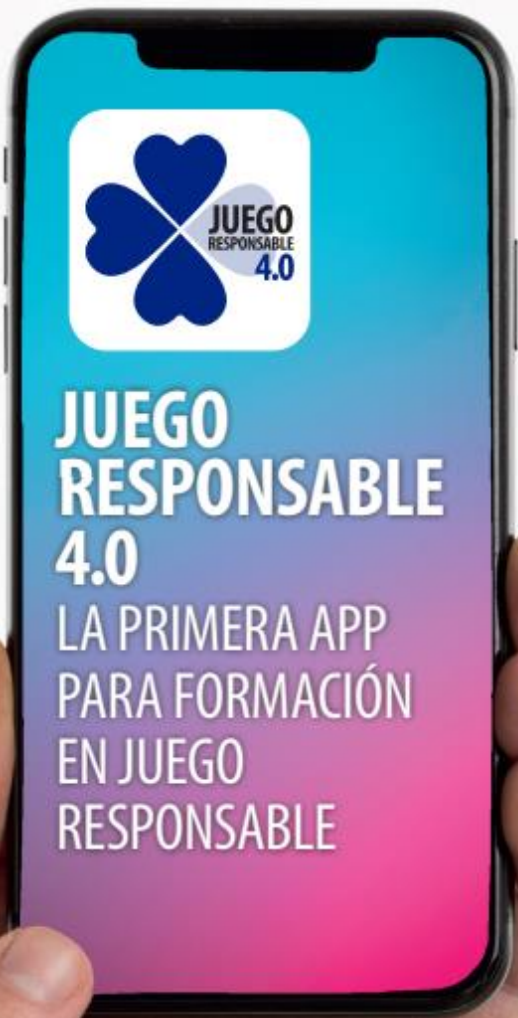 JUEGO
RESPONSABLE
4.0
JUEGO
RESPONSABLE
4.0
LA PRIMERA APP
PARA FORMACIÓN
EN JUEGO
RESPONSABLE